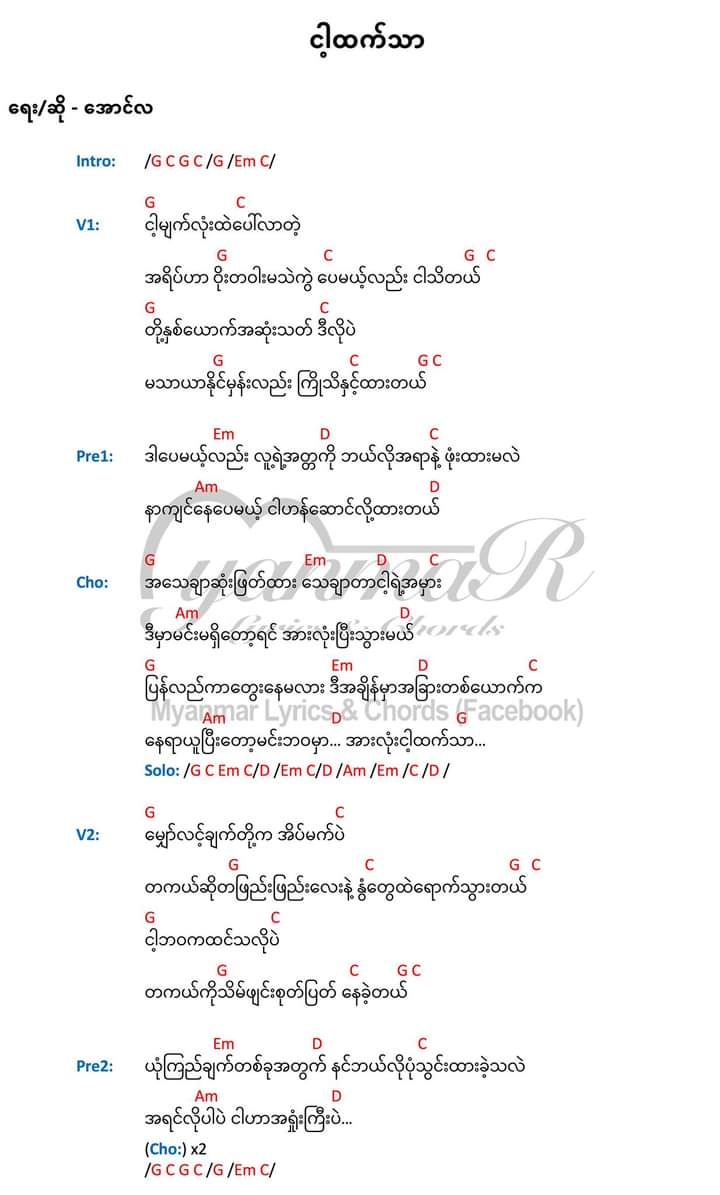 ငါ့ထက်သာ
ရေး/ဆို - အောင်လ
Intro: /G C G C /G /Em C/
G C
V1: ငါ့မျက်လုံးထဲပေါ်လာတဲ့
G C G C
အရိပ်ဟာ ဝိုးတဝါးမသဲကွဲ ပေမယ့်လည်း ငါသိတယ်
G C
တို့နှစ်ယောက်အဆုံးသတ် ဒီလိုပဲ
G C G C
မသာယာနိုင်မှန်းလည်း ကြိုသိနှင့်ထားတယ်
Em D C
Pre1: ဒါပေမယ့်လည်း လူ့ရဲ့အတ္တကို ဘယ်လိုအရာနဲ့ ဖုံးထားမလဲ
Am D
နာကျင်နေပေမယ့် ငါဟန်ဆောင်လို့ထားတယ်
G Em D C
Cho: အသေချာဆုံးဖြတ်ထား သေချာတာငါ့ရဲ့အမှား
Am D
ဒီမှာမင်းမရှိတော့ရင် အားလုံးပြီးသွားမယ်
G Em D C
ပြန်လည်ကာတွေးနေမလား ဒီအချိန်မှာအခြားတစ်ယောက်က
Am D G
နေရာယူပြီးတော့မင်းဘဝမှာ... အားလုံးငါ့ထက်သာ...
Solo: /G C Em C/D /Em C/D /Am /Em /C /D /
G C
V2: မျှော်လင့်ချက်တို့က အိပ်မက်ပဲ
G C G C
တကယ်ဆိုတဖြည်းဖြည်းလေးနဲ့ နွံတွေထဲရောက်သွားတယ်
G C
ငါ့ဘဝကထင်သလိုပဲ
G C G C
တကယ်ကိုသိမ်ဖျင်းစုတ်ပြတ် နေခဲ့တယ်
Em D C
Pre2: ယုံကြည်ချက်တစ်ခုအတွက် နင်ဘယ်လိုပုံသွင်းထားခဲ့သလဲ
Am D
အရင်လိုပါပဲ ငါဟာအရှုံးကြီးပဲ...
(Cho:) x2
/G C G C /G /Em C/
MyanmaR
Lyrics & Chords
Myanmar Lyrics & Chords (Facebook)